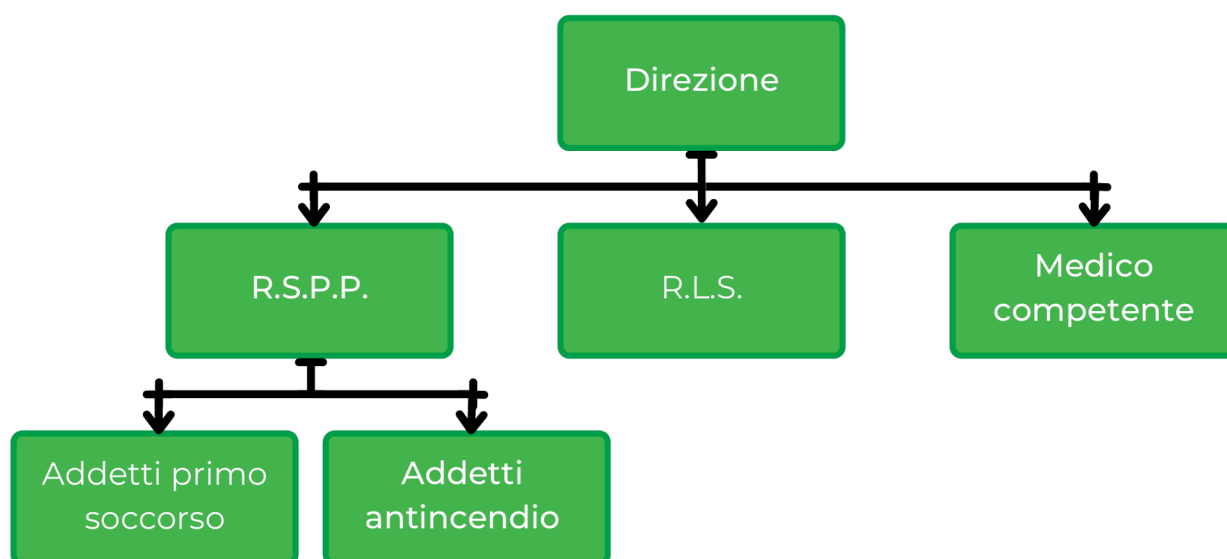 Direzione
R.S.P.P.
R.L.S.
Medico
competente
Addetti primo
soccorso
Addetti
antincendio